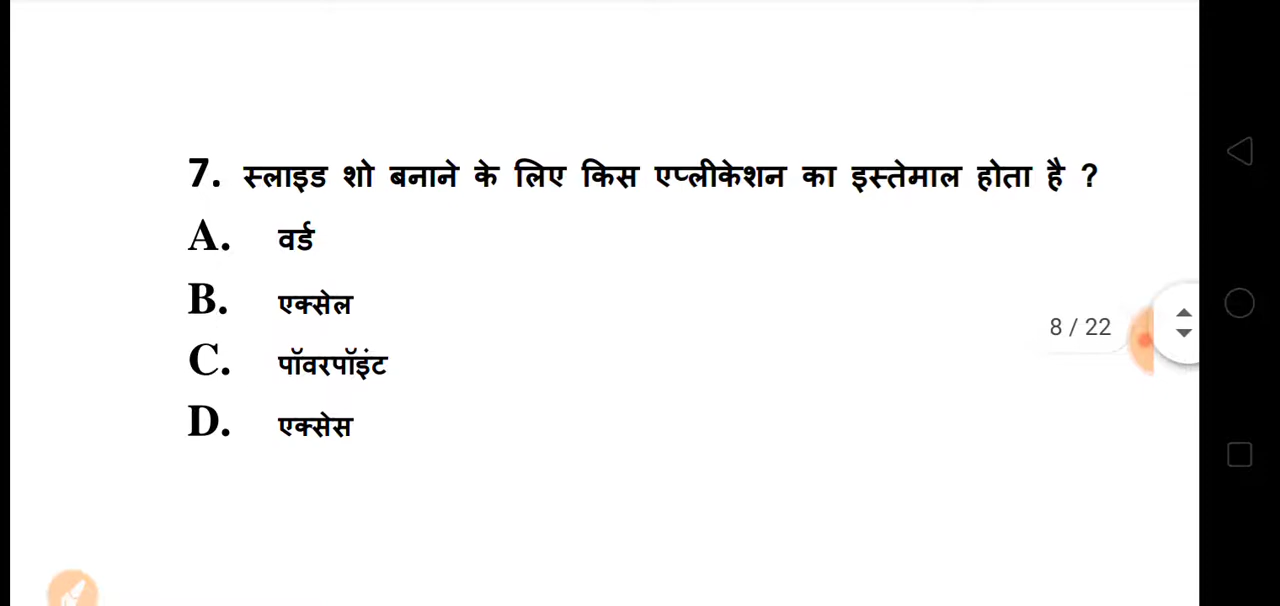 7. स्लाइड शो बनाने के लिए किस एप्लीकेशन का इस्तेमाल होता है ?
A. वर्ड
B. एक्सेल
8 / 22
C. पॉवरपॉइंट
D. एक्सेस